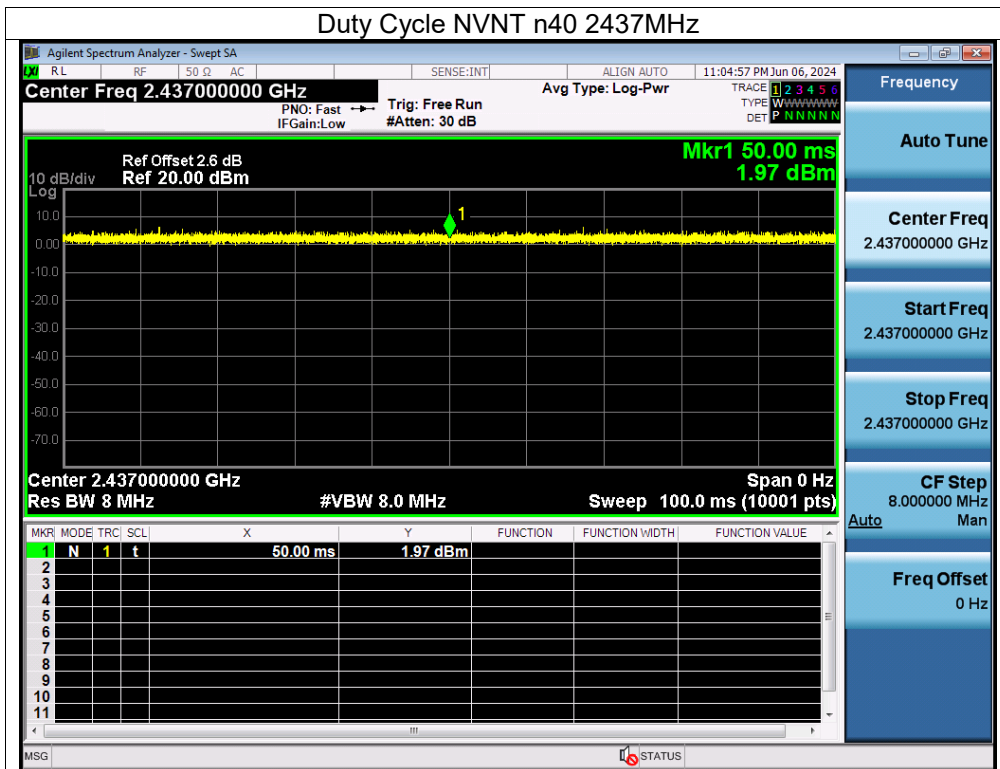 Duty Cycle NVNT n40 2437MHz
Agilent Spectrum Analyzer - Swept SA
LXI RL RF 50 Ω AC SENSE:INT ALIGN AUTO 11:04:57 PM Jun 06, 2024
Center Freq 2.437000000 GHz
PNO: Fast
IFGain:Low
Trig: Free Run
#Atten: 30 dB
Avg Type: Log-Pwr
TRACE 1 2 3 4 5 6
TYPE W W W W W W
DET P N N N N N
Mkr1 50.00 ms
1.97 dBm
Ref Offset 2.6 dB
Ref 20.00 dBm
10 dB/div
Log
10.0
0.00
-10.0
-20.0
-30.0
-40.0
-50.0
-60.0
-70.0
1
Center 2.437000000 GHz Span 0 Hz
Res BW 8 MHz #VBW 8.0 MHz Sweep 100.0 ms (10001 pts)
MKR MODE TRC SCL X Y FUNCTION FUNCTION WIDTH FUNCTION VALUE
1 N 1 t 50.00 ms 1.97 dBm
2
3
4
5
6
7
8
9
10
11
MSG STATUS
Frequency
Auto Tune
Center Freq
2.437000000 GHz
Start Freq
2.437000000 GHz
Stop Freq
2.437000000 GHz
CF Step
8.000000 MHz
Auto Man
Freq Offset
0 Hz